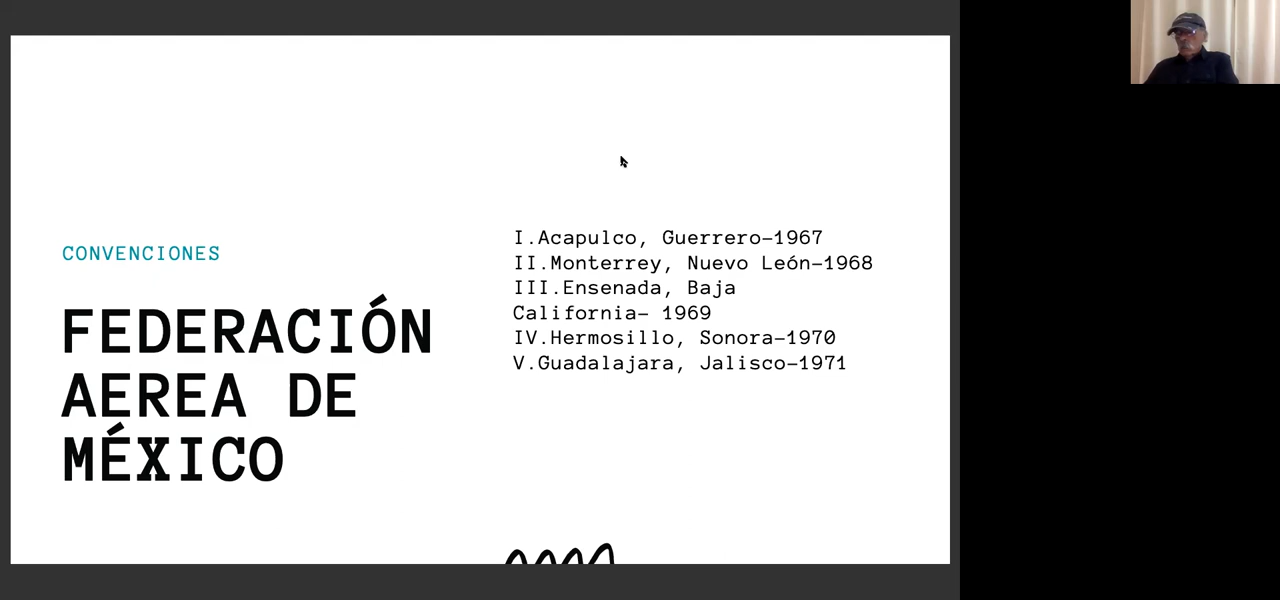 CONVENCIONES
FEDERACIÓN
AEREA DE
MÉXICO
I.Acapulco, Guerrero-1967
II.Monterrey, Nuevo León-1968
III.Ensenada, Baja
California- 1969
IV.Hermosillo, Sonora-1970
V.Guadalajara, Jalisco-1971